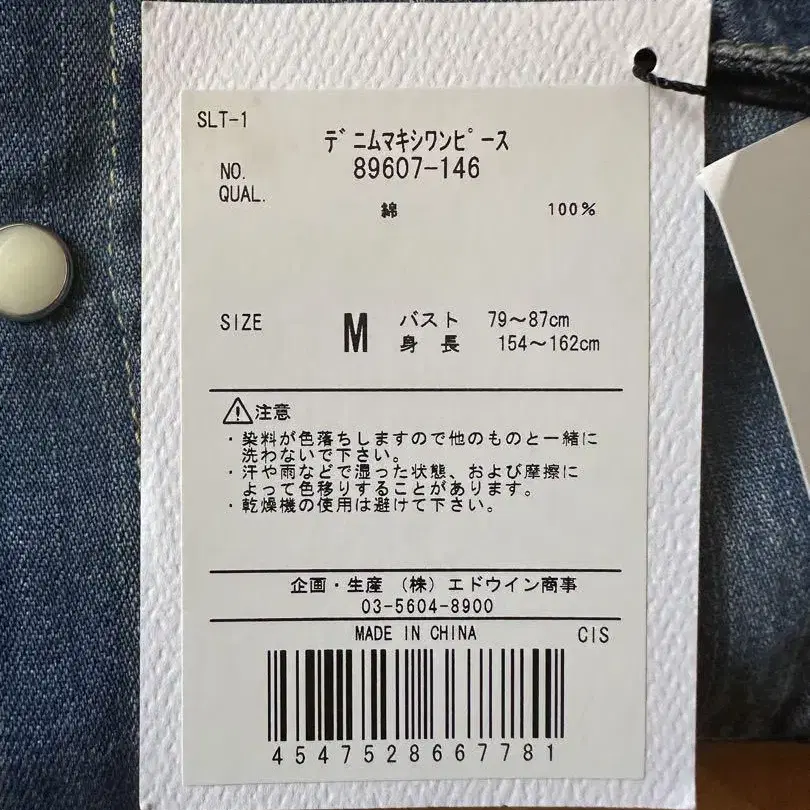 SLT-1
ﾃﾞﾆﾑﾏｷｼﾜﾝﾋﾟｰｽ
NO. 89607-146
QUAL.
綿 100%
SIZE M バスト 79〜87cm
身 長 154〜162cm
⚠注意
・染料が色落ちしますので他のものと一緒に
洗わないで下さい。
・汗や雨などで湿った状態、および摩擦に
よって色移りすることがあります。
・乾燥機の使用は避けて下さい。
企画・生産 (株) エドウイン商事
03-5604-8900
MADE IN CHINA CIS
4547528667781